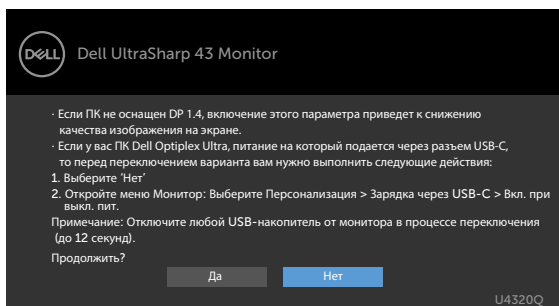 DELL
Dell UltraSharp 43 Monitor
· Если ПК не оснащен DP 1.4, включение этого параметра приведет к снижению
качества изображения на экране.
· Если у вас ПК Dell Optiplex Ultra, питание на который подается через разъем USB-C,
то перед переключением варианта вам нужно выполнить следующие действия:
1. Выберите ‘Нет’
2. Откройте меню Монитор: Выберите Персонализация > Зарядка через USB-C > Вкл. при
выкл. пит.
Примечание: Отключите любой USB-накопитель от монитора в процессе переключения
(до 12 секунд).
Продолжить?
Да
Нет
U4320Q